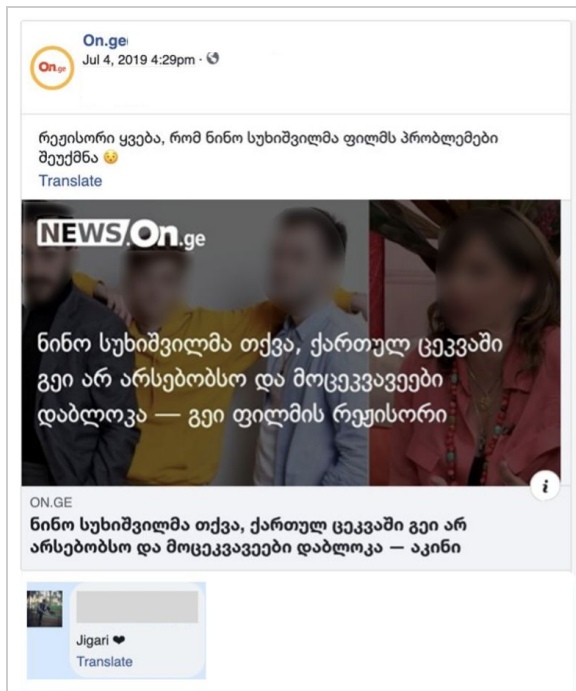 On.ge
Jul 4, 2019 4:29pm ·
On.ge
რეჟისორი ყვება, რომ ნინო სუხიშვილმა ფილმს პრობლემები
შეუქმნა 😟
Translate
NEWS.On.ge
ნინო სუხიშვილმა თქვა, ქართულ ცეკვაში
გეი არ არსებობსო და მოცეკვავეები
დაბლოკა — გეი ფილმის რეჟისორი
i
ON.GE
ნინო სუხიშვილმა თქვა, ქართულ ცეკვაში გეი არ
არსებობსო და მოცეკვავეები დაბლოკა — აკინი
Jigari ❤
Translate